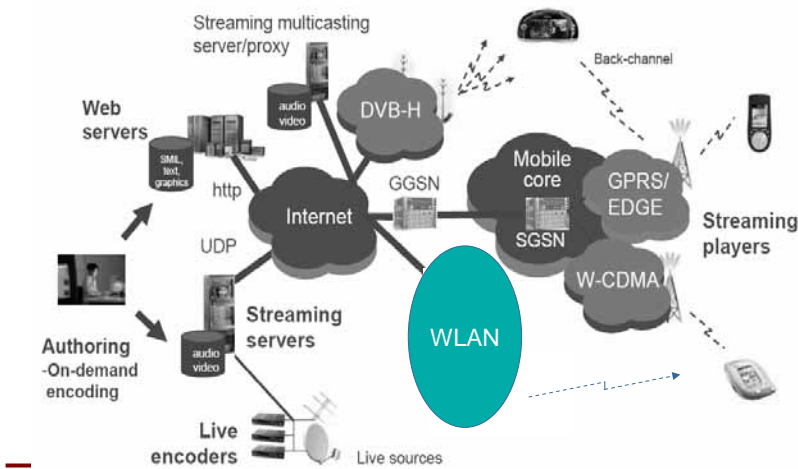 Streaming multicasting
server/proxy
audio
video
DVB-H
Back-channel
Web
servers
SMIL,
text,
graphics
http
Internet
GGSN
Mobile
core
SGSN
GPRS/
EDGE
Streaming
players
W-CDMA
UDP
Streaming
servers
audio
video
WLAN
Authoring
-On-demand
encoding
Live
encoders
Live sources